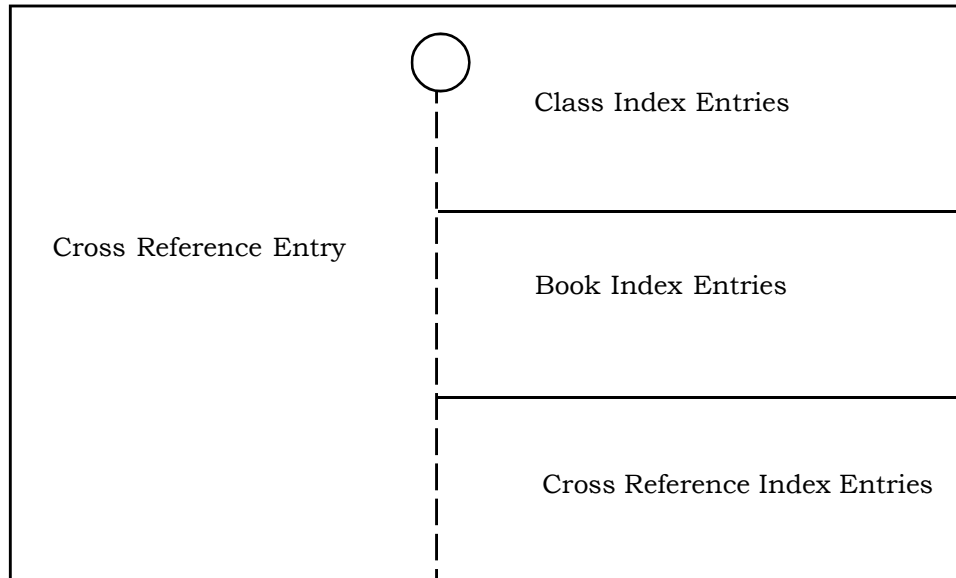 Class Index Entries
Cross Reference Entry
Book Index Entries
Cross Reference Index Entries